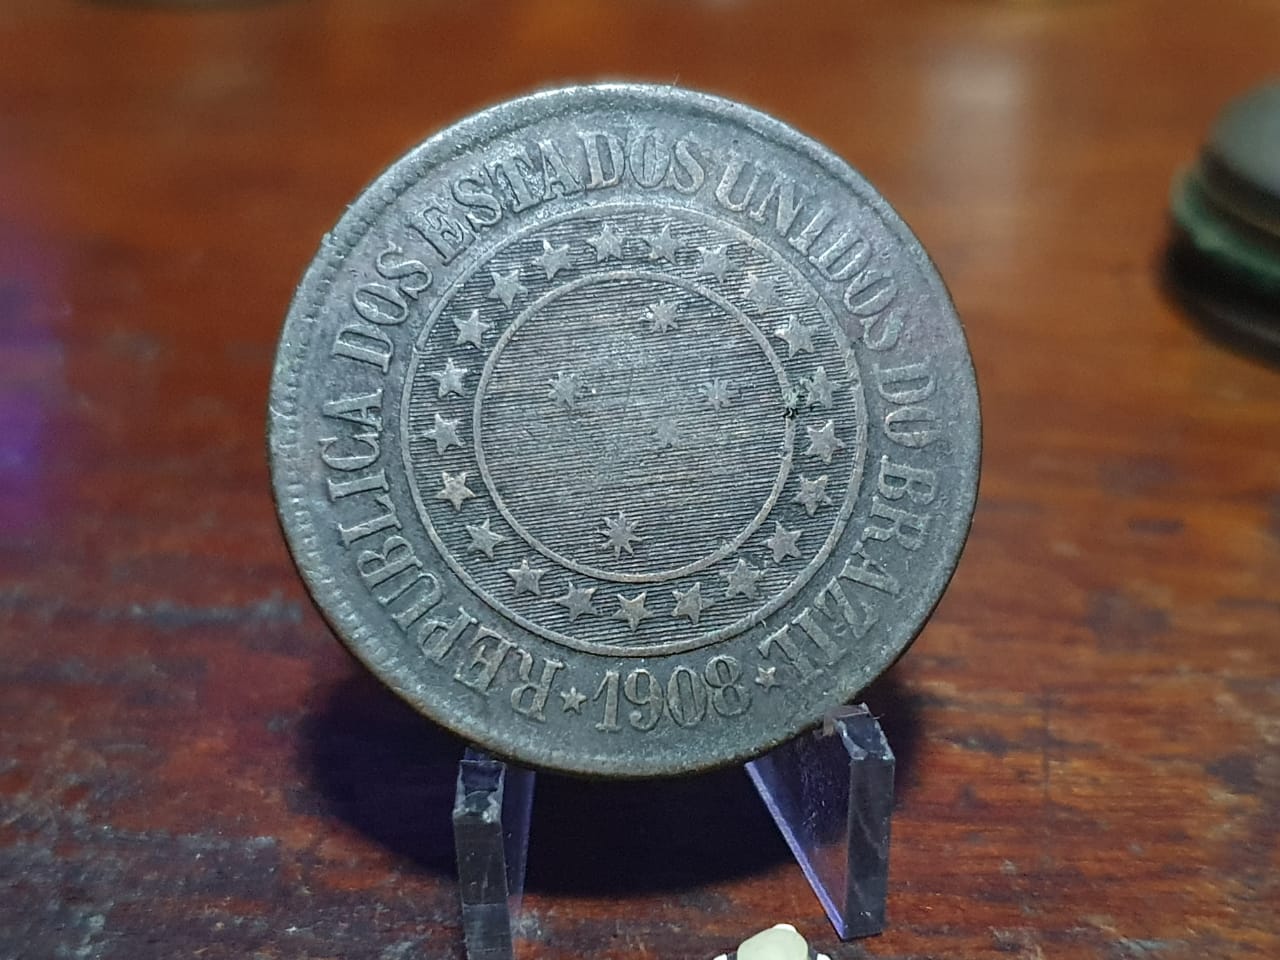 REPUBLICA DOS ESTADOS UNIDOS DO BRAZIL
1908